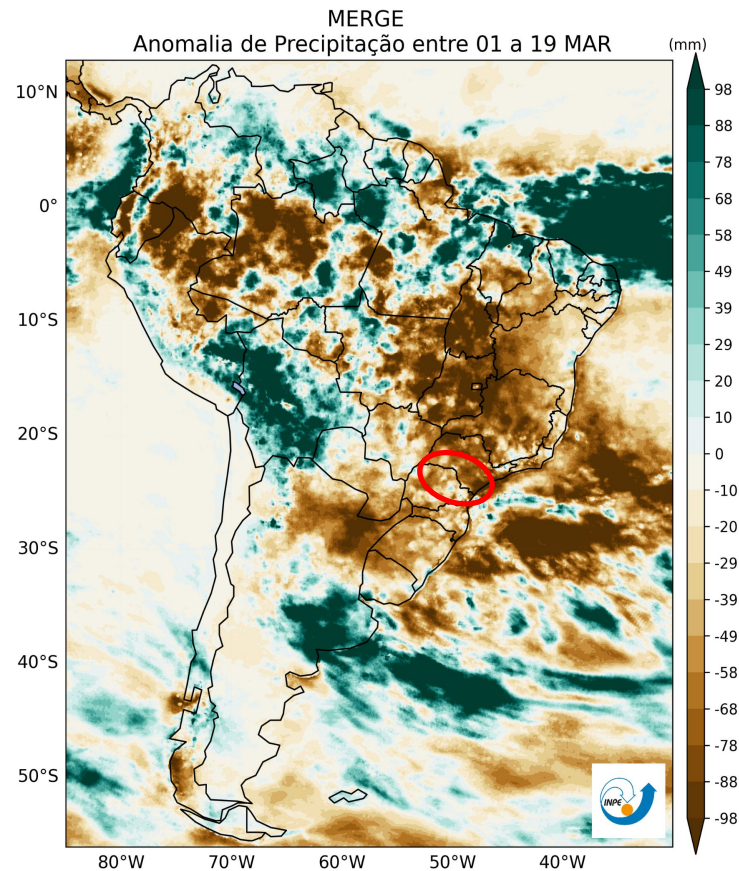 MERGE
Anomalia de Precipitação entre 01 a 19 MAR
(mm)
10°N
0°
10°S
20°S
30°S
40°S
50°S
80°W
70°W
60°W
50°W
40°W
98
88
78
68
58
49
39
29
20
10
0
-10
-20
-29
-39
-49
-58
-68
-78
-88
-98
INPE